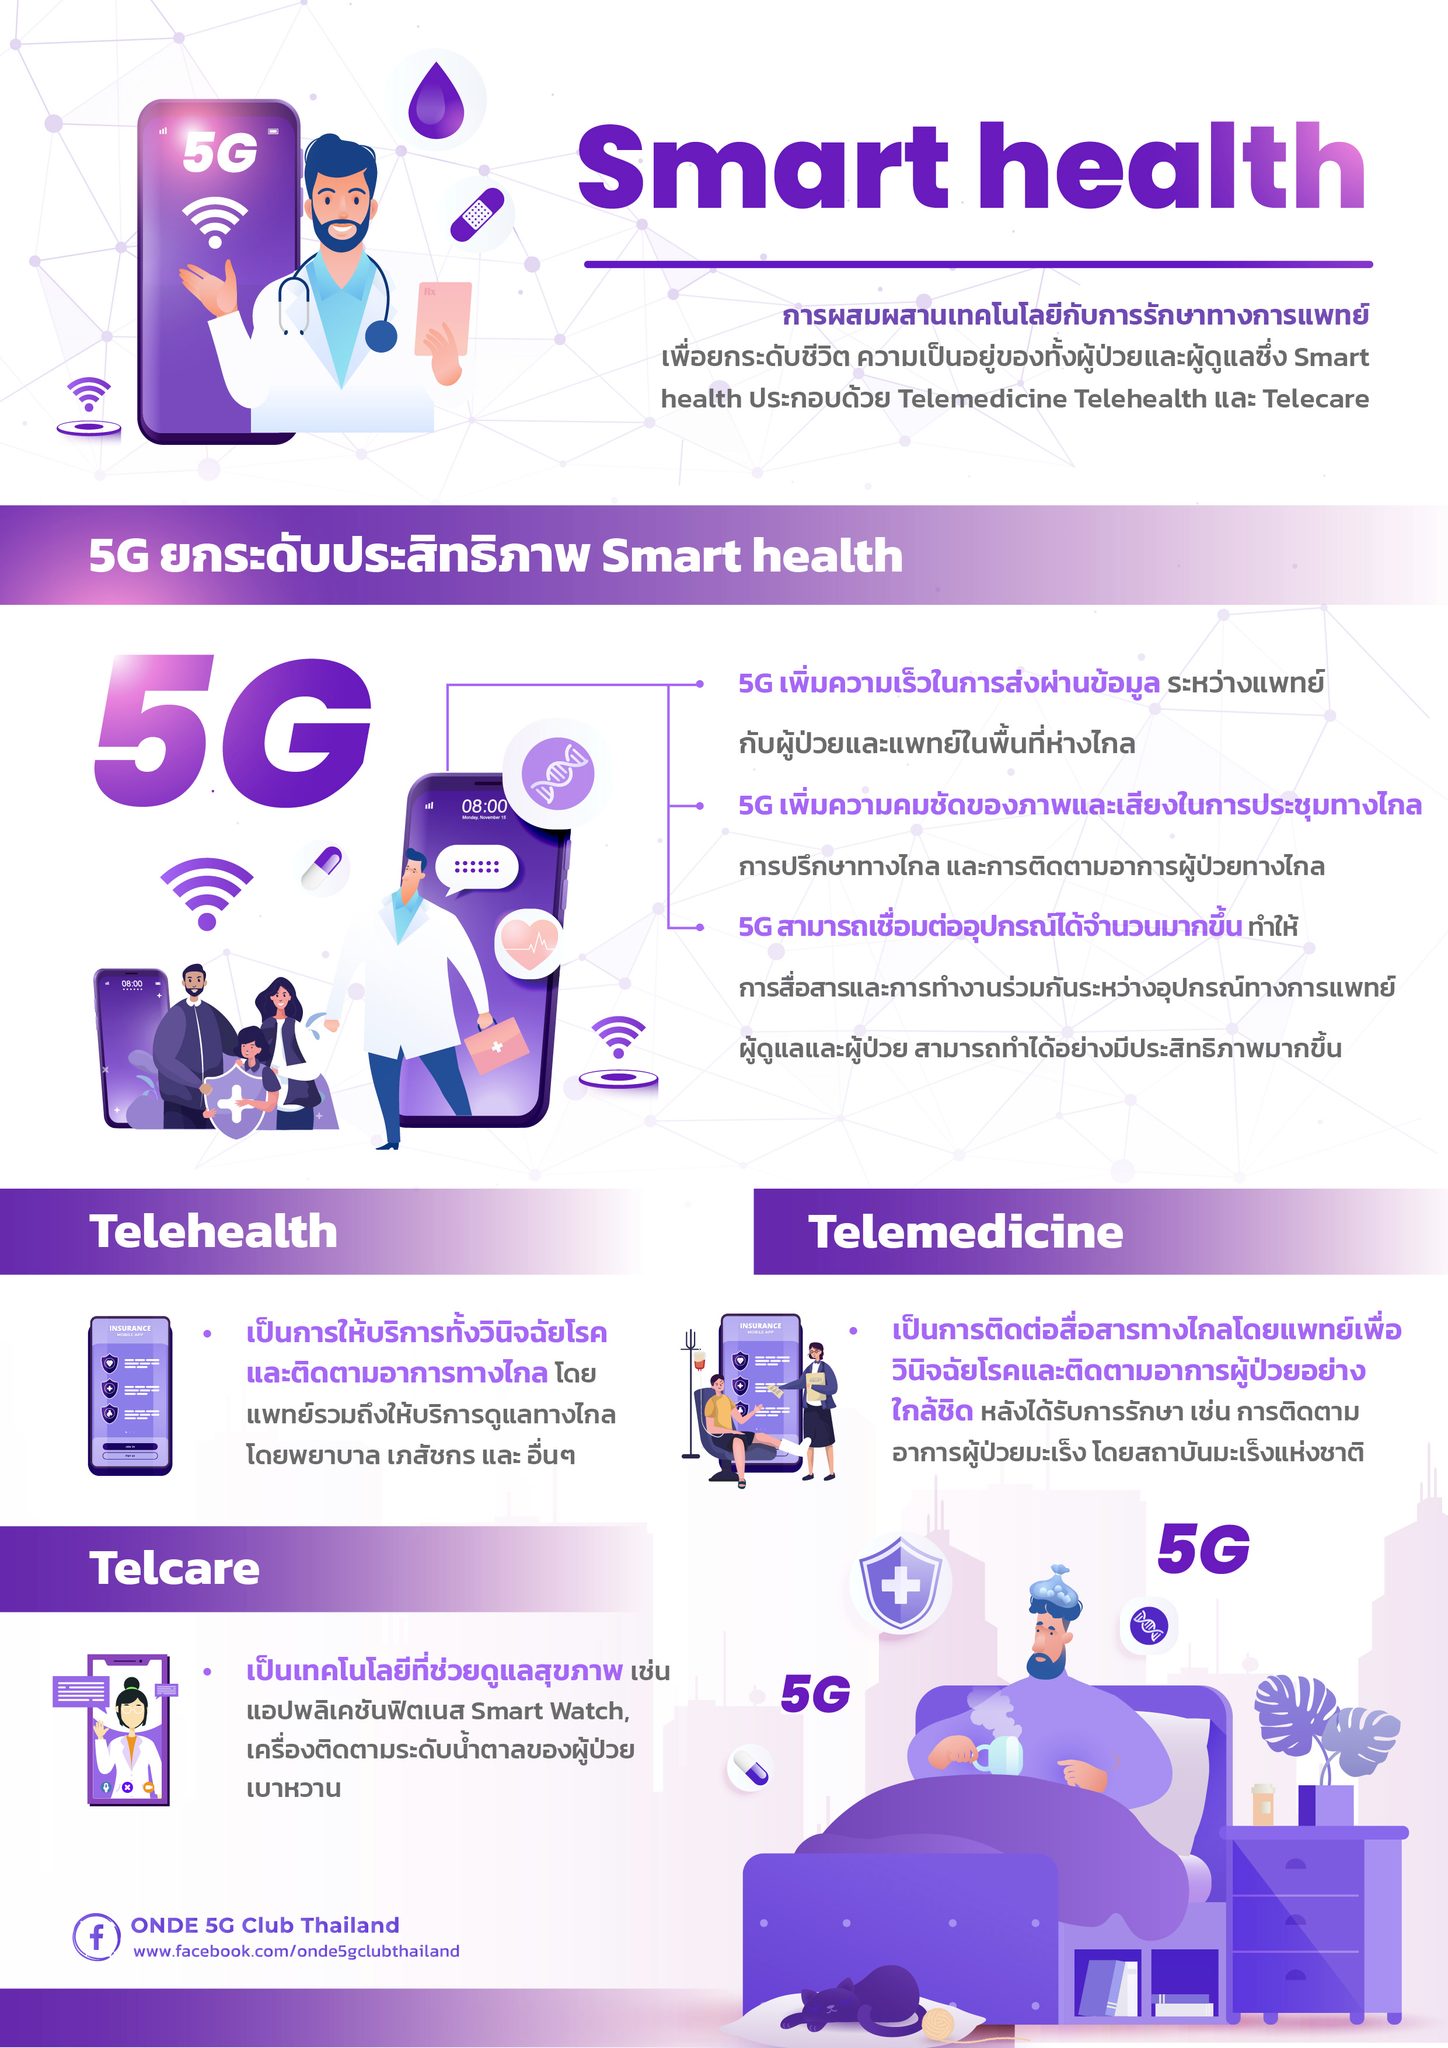 5G
Smart health
Rx
การผสมผสานเทคโนโลยีกับการรักษาทางการแพทย์
เพื่อยกระดับชีวิต ความเป็นอยู่ของทั้งผู้ป่วยและผู้ดูแลซึ่ง Smart
health ประกอบด้วย Telemedicine Telehealth และ Telecare
5G ยกระดับประสิทธิภาพ Smart health
5G
08:00
Monday, November 18
08:00
5G เพิ่มความเร็วในการส่งผ่านข้อมูล ระหว่างแพทย์
กับผู้ป่วยและแพทย์ในพื้นที่ห่างไกล
5G เพิ่มความคมชัดของภาพและเสียงในการประชุมทางไกล
การปรึกษาทางไกล และการติดตามอาการผู้ป่วยทางไกล
5G สามารถเชื่อมต่ออุปกรณ์ได้จำนวนมากขึ้น ทำให้
การสื่อสารและการทำงานร่วมกันระหว่างอุปกรณ์ทางการแพทย์
ผู้ดูแลและผู้ป่วย สามารถทำได้อย่างมีประสิทธิภาพมากขึ้น
Telehealth
INSURANCE
MOBILE APP
• เป็นการให้บริการทั้งวินิจฉัยโรค
และติดตามอาการทางไกล โดย
แพทย์รวมถึงให้บริการดูแลทางไกล
โดยพยาบาล เภสัชกร และ อื่นๆ
Telemedicine
INSURANCE
MOBILE APP
• เป็นการติดต่อสื่อสารทางไกลโดยแพทย์เพื่อ
วินิจฉัยโรคและติดตามอาการผู้ป่วยอย่าง
ใกล้ชิด หลังได้รับการรักษา เช่น การติดตาม
อาการผู้ป่วยมะเร็ง โดยสถาบันมะเร็งแห่งชาติ
Telcare
• เป็นเทคโนโลยีที่ช่วยดูแลสุขภาพ เช่น
แอปพลิเคชันฟิตเนส Smart Watch,
เครื่องติดตามระดับน้ำตาลของผู้ป่วย
เบาหวาน
5G
5G
ONDE 5G Club Thailand
www.facebook.com/onde5gclubthailand